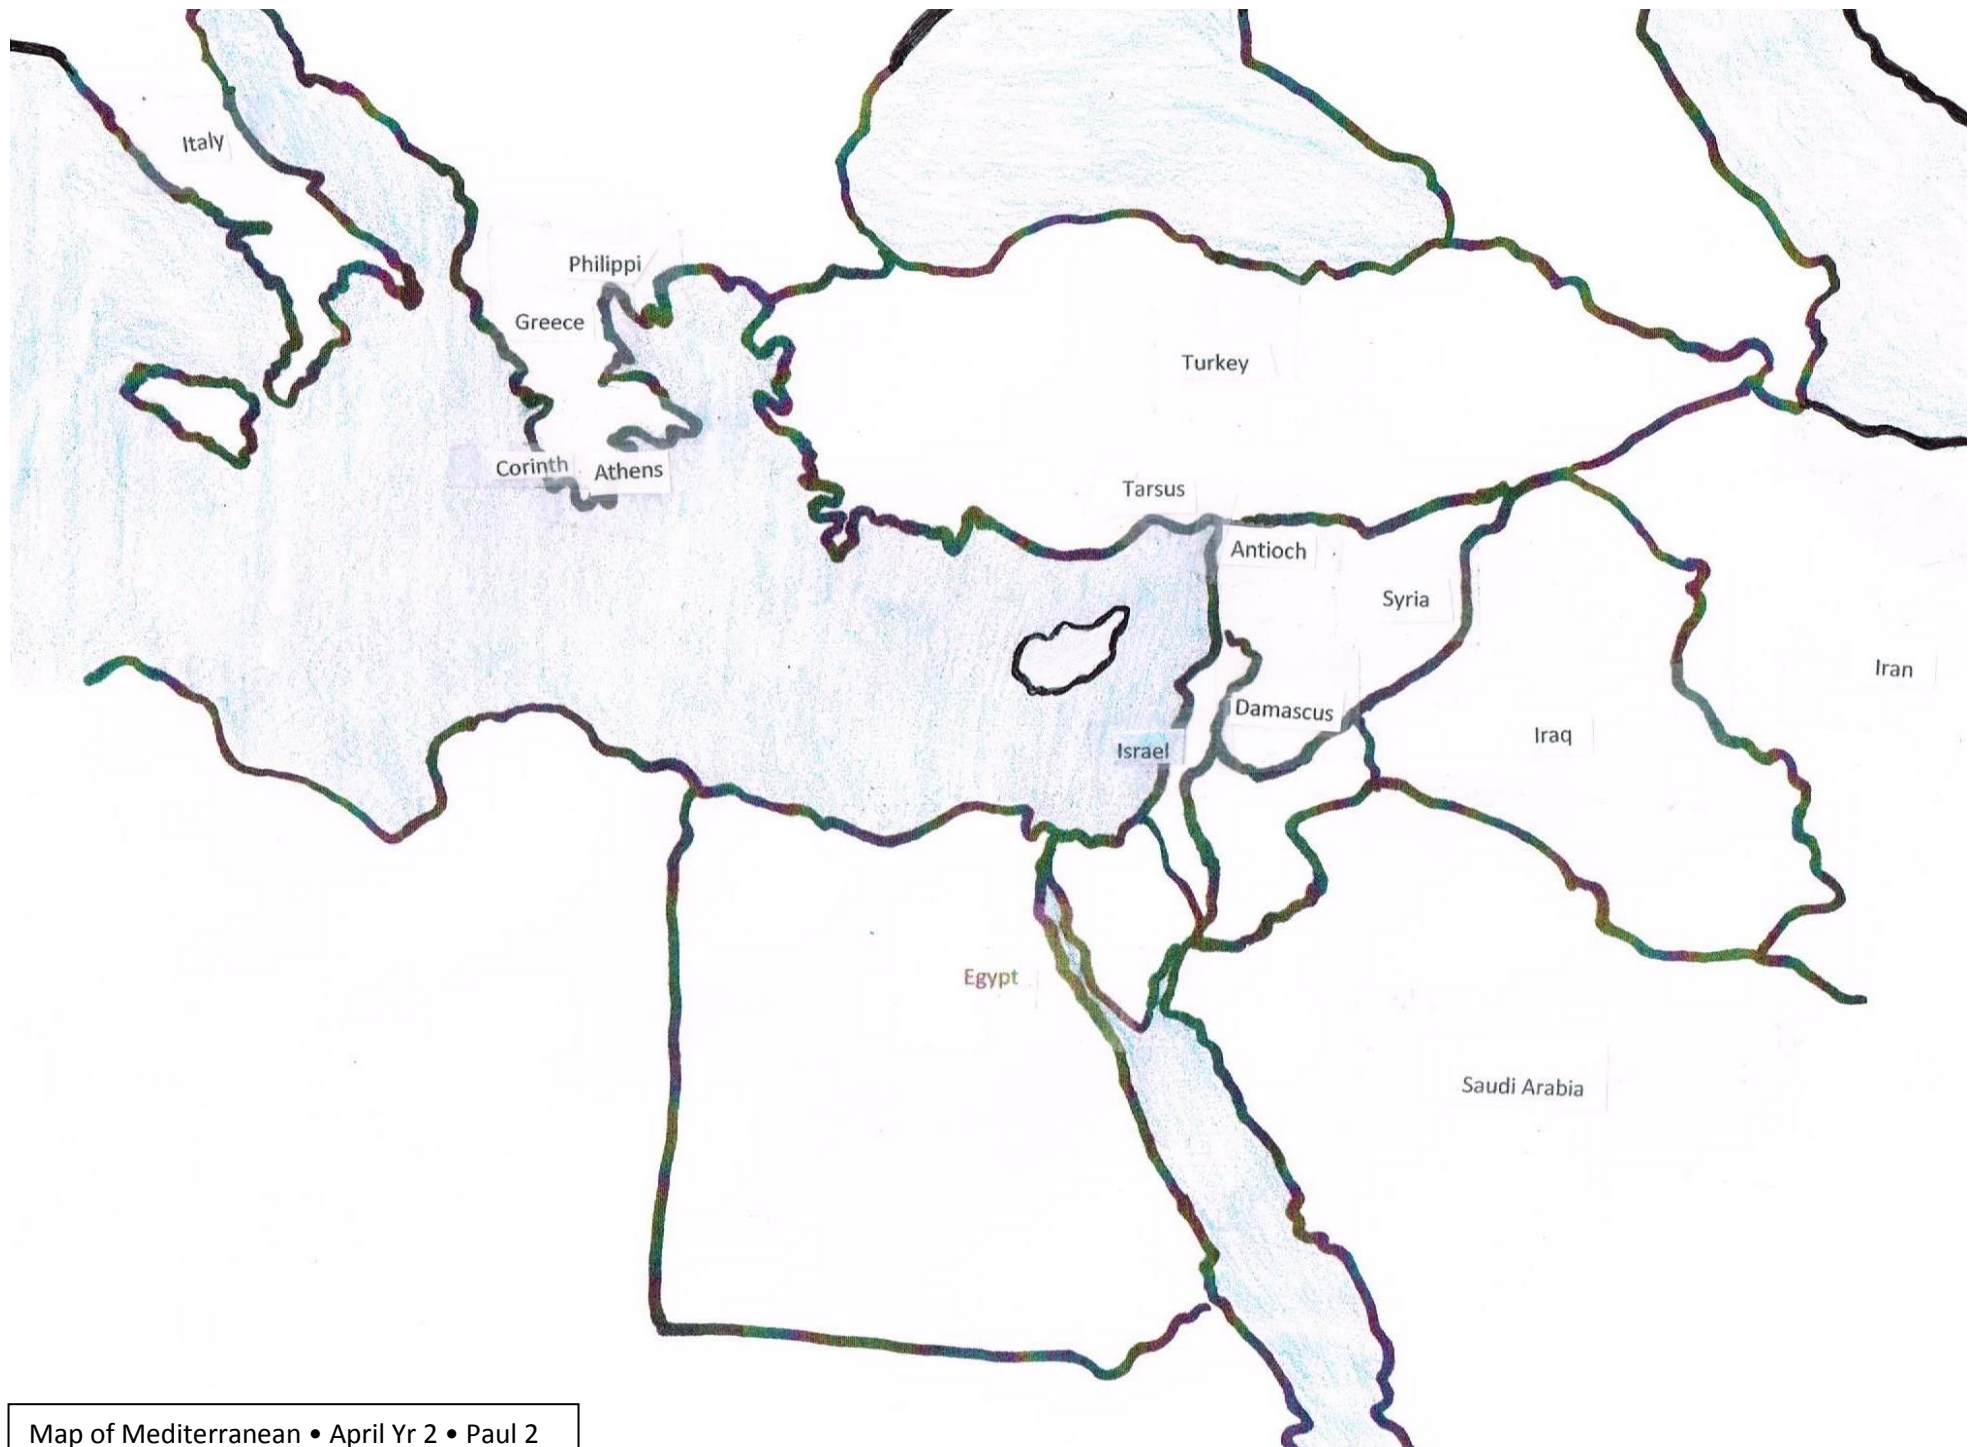 Italy
Philippi
Greece
Turkey
Corinth
Athens
Tarsus
Antioch
Syria
Iran
Damascus
Iraq
Israel
Egypt
Saudi Arabia
Map of Mediterranean • April Yr 2 • Paul 2